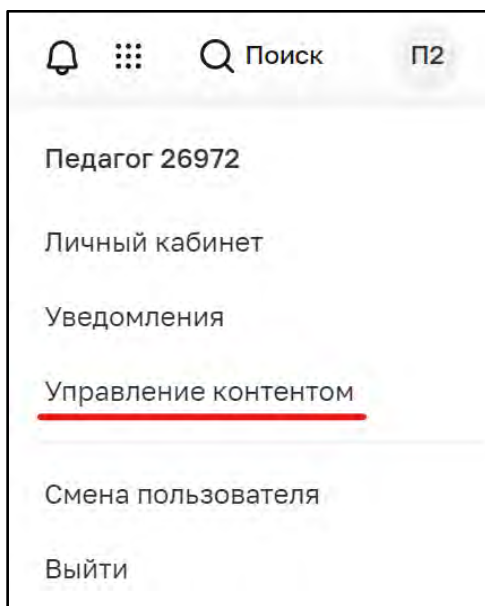 Поиск П2
Педагог 26972
Личный кабинет
Уведомления
Управление контентом
Смена пользователя
Выйти